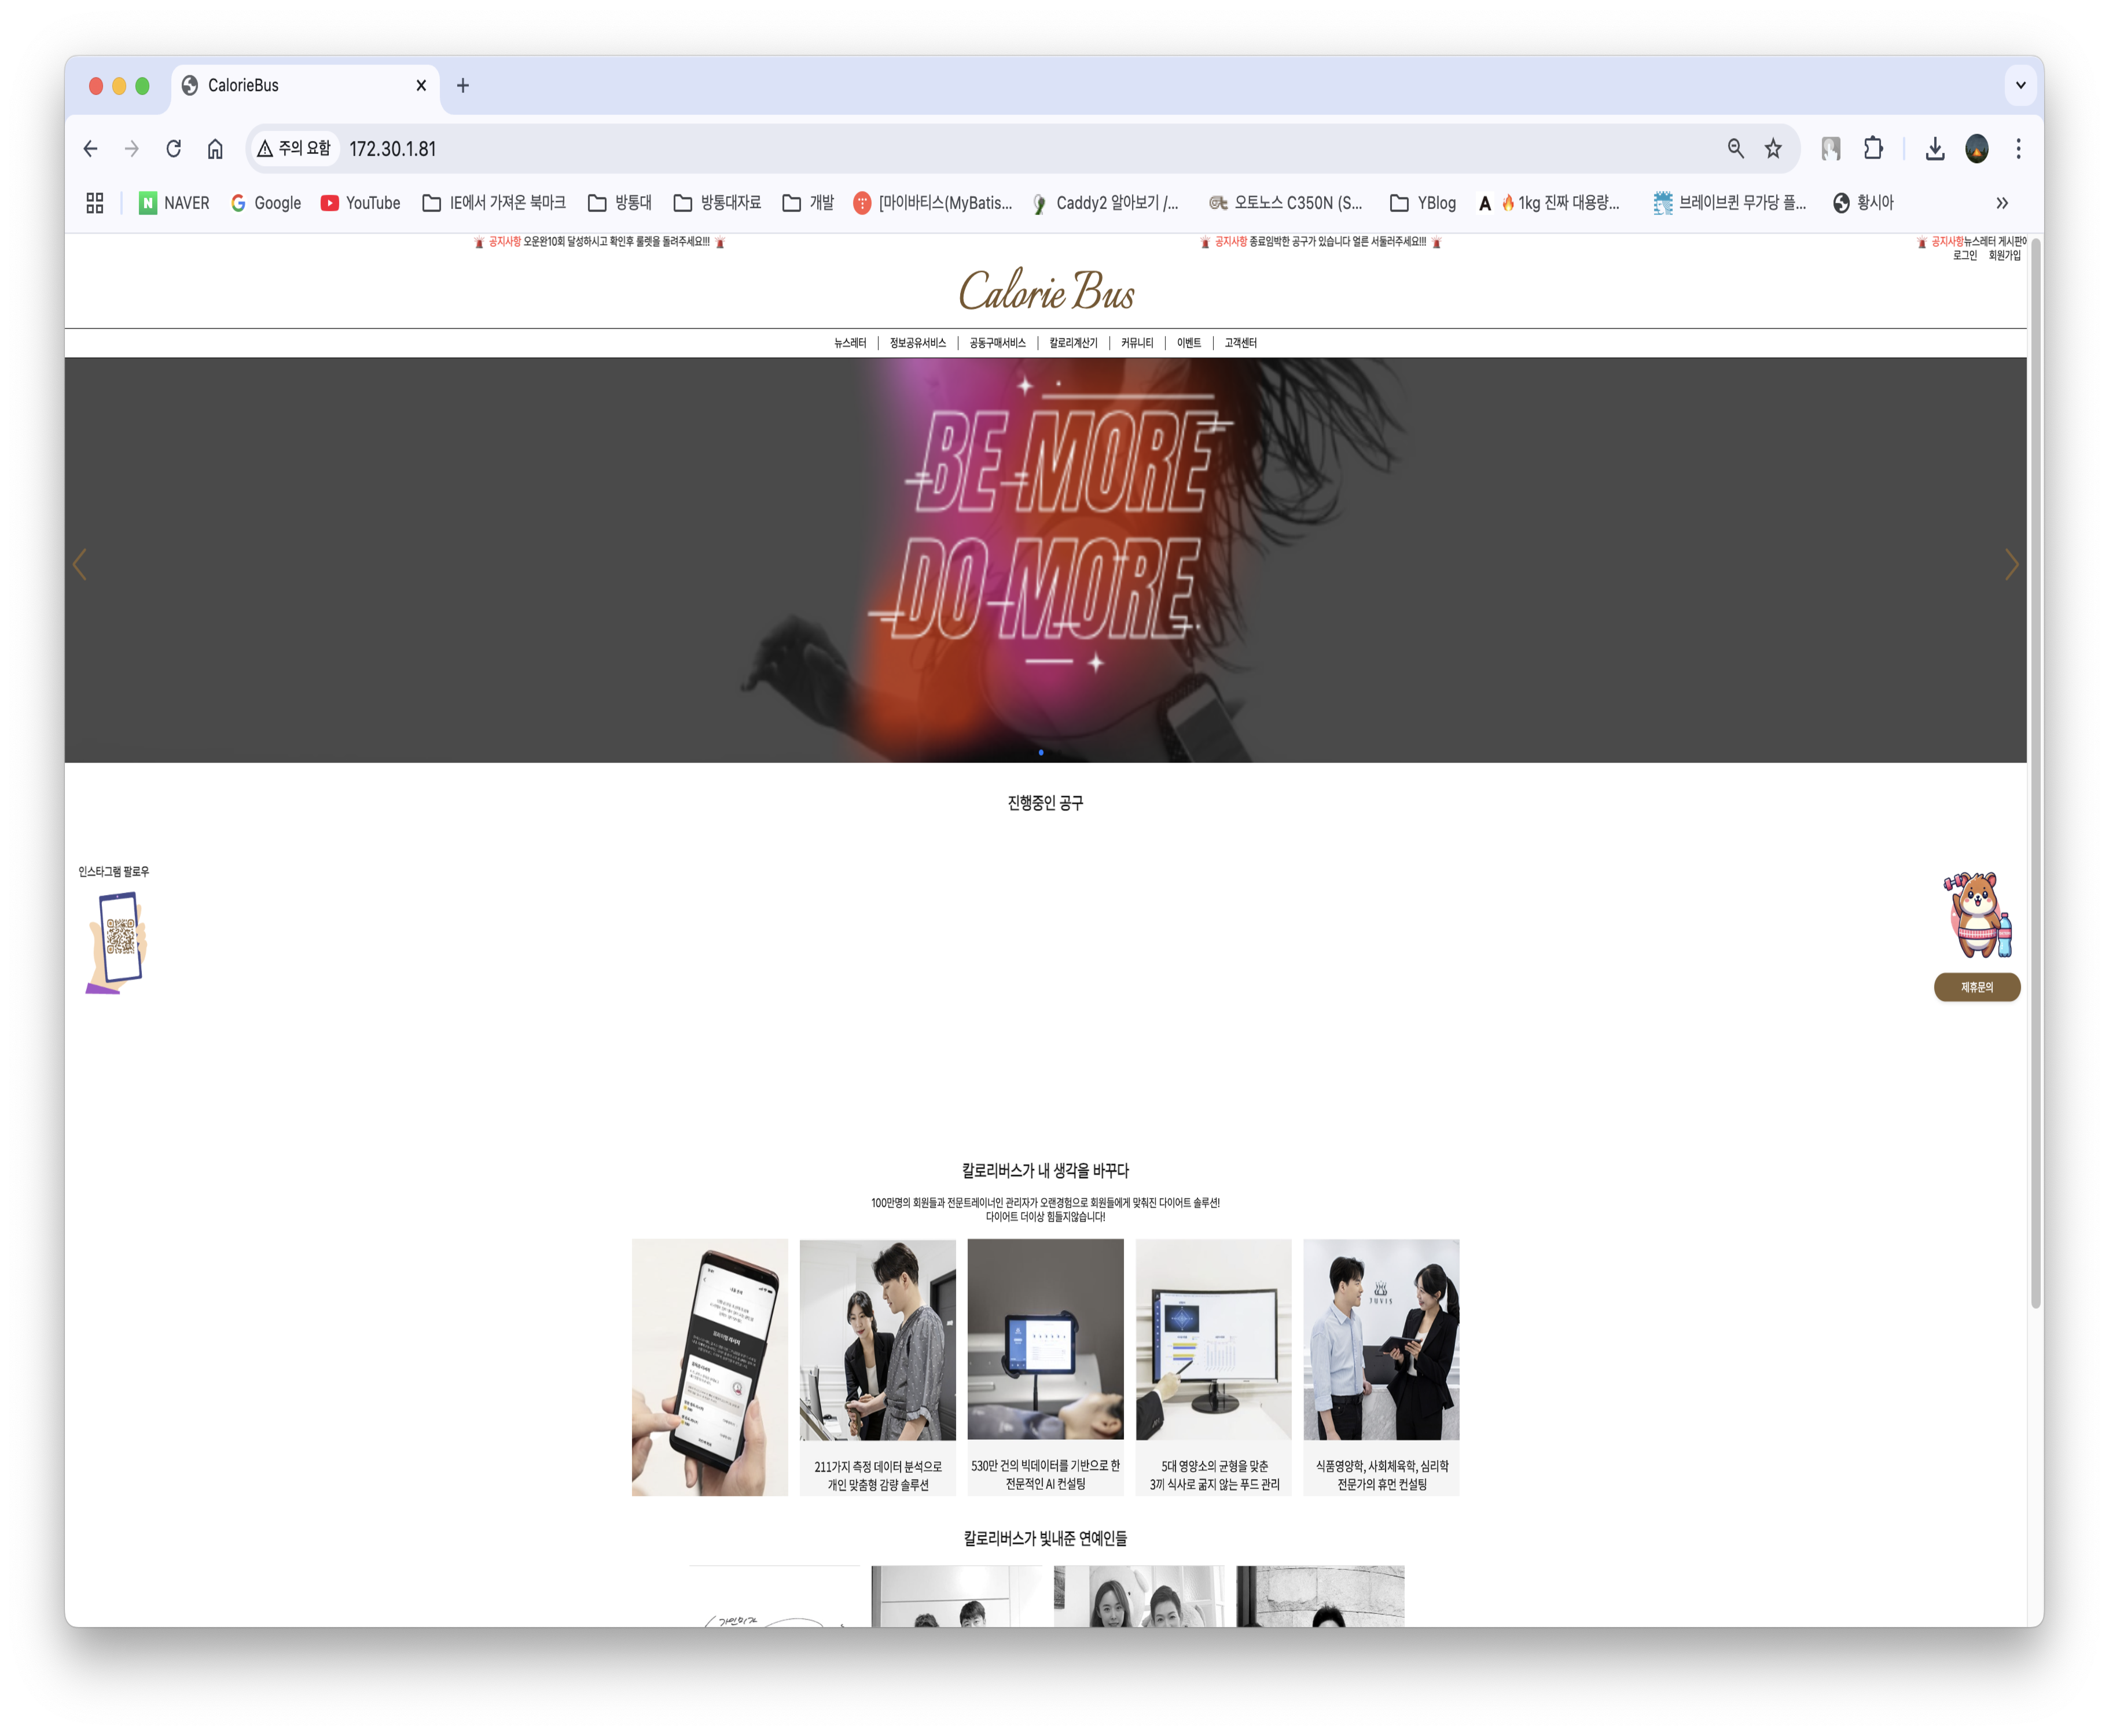 CalorieBus
주의 요함
172.30.1.81
NAVER
Google
YouTube
IE에서 가져온 북마크
방통대
방통대자료
개발
[마이바티스(MyBatis...
Caddy2 알아보기 /...
오토노스 C350N (S...
YBlog
🔥1kg 진짜 대용량...
브레이브퀸 무가당 플...
황시아
공지사항 오운완10회 달성하시고 확인후 룰렛을 돌려주세요!!!
공지사항 종료임박한 공구가 있습니다 얼른 서둘러주세요!!!
공지사항뉴스레터 게시판에
로그인 회원가입
Calorie Bus
뉴스레터
정보공유서비스
공동구매서비스
칼로리계산기
커뮤니티
이벤트
고객센터
BE MORE
DO MORE
진행중인 공구
인스타그램 팔로우
제휴문의
칼로리버스가 내 생각을 바꾸다
100만명의 회원들과 전문트레이너인 관리자가 오랜경험으로 회원들에게 맞춰진 다이어트 솔루션!
다이어트 더이상 힘들지않습니다!
JUVIS
211가지 측정 데이터 분석으로
개인 맞춤형 감량 솔루션
530만 건의 빅데이터를 기반으로 한
전문적인 AI 컨설팅
5대 영양소의 균형을 맞춘
3끼 식사로 굶지 않는 푸드 관리
식품영양학, 사회체육학, 심리학
전문가의 휴먼 컨설팅
칼로리버스가 빛내준 연예인들